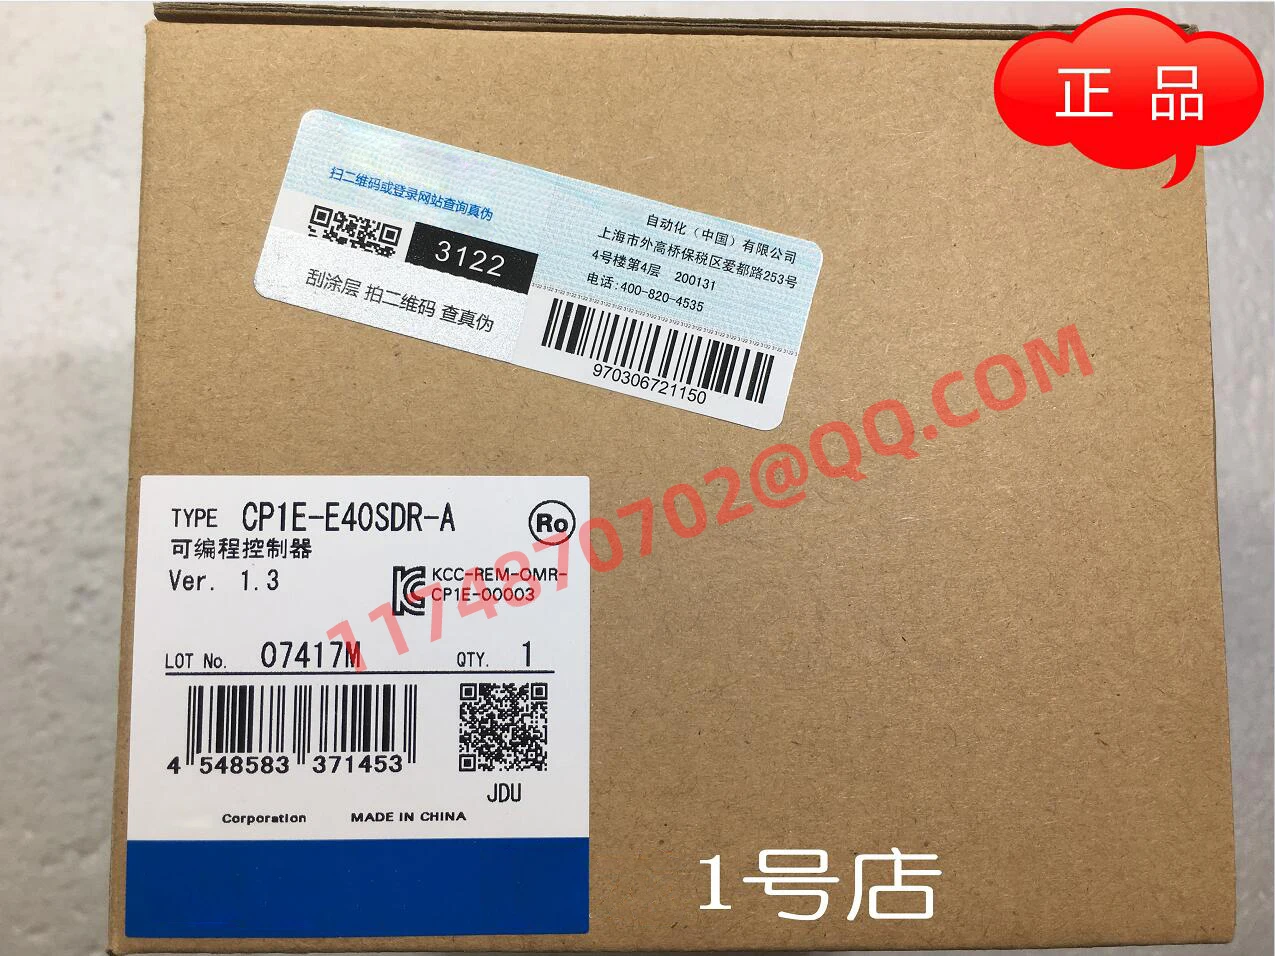 正 品
扫二维码或登录网站查询真伪
3122
刮涂层 拍二维码 查真伪
自动化（中国）有限公司
上海市外高桥保税区爱都路253号
4号楼第4层 200131
电话:400-820-4535
970306721150
1174870702@QQ.COM
TYPE CP1E-E40SDR-A
Ro
可编程控制器
Ver. 1.3
KCC-REM-OMR-
CP1E-00003
LOT No. 07417M QTY. 1
4 548583 371453
JDU
Corporation MADE IN CHINA
1号店